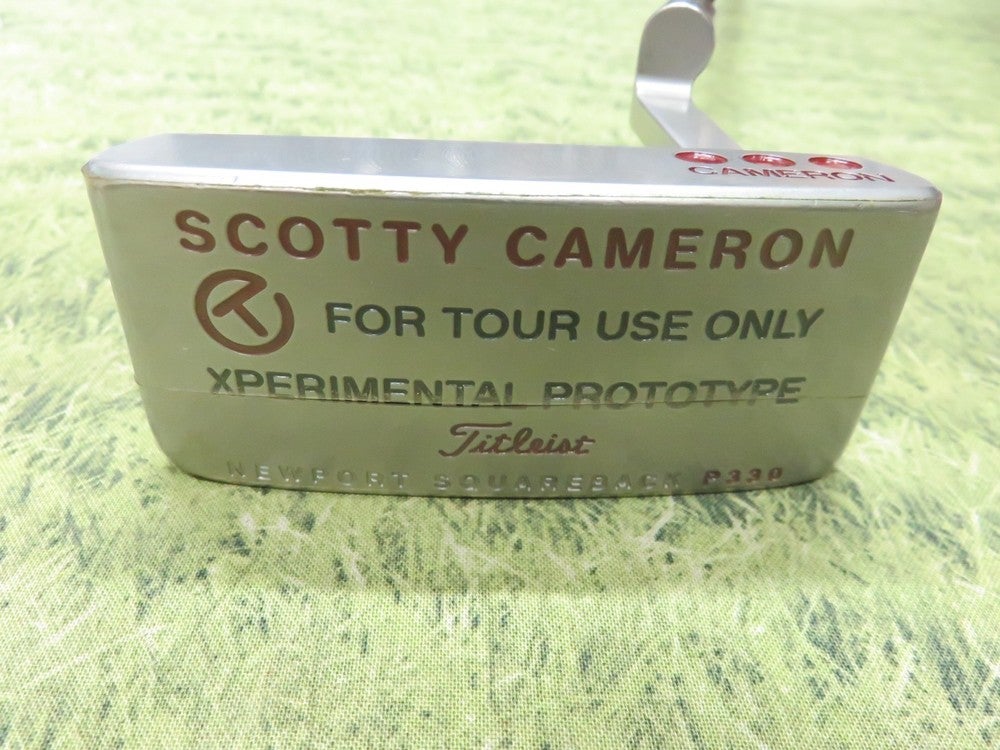 CAMERON
SCOTTY CAMERON
T FOR TOUR USE ONLY
XPERIMENTAL PROTOTYPE
Titleist
NEWPORT SQUAREBACK P330